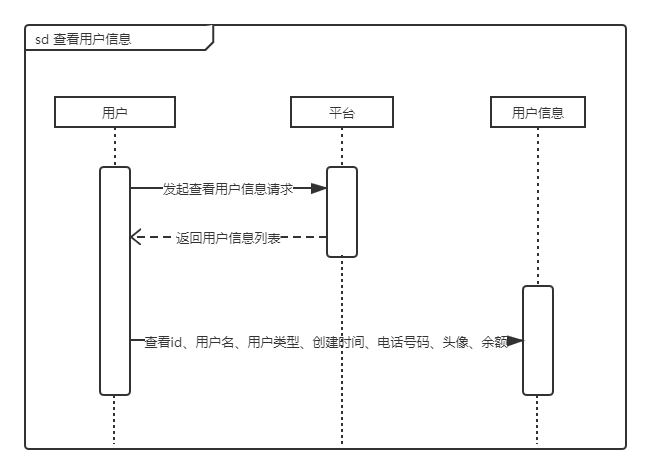 sd 查看用户信息
用户
平台
用户信息
发起查看用户信息请求
返回用户信息列表
查看id、用户名、用户类型、创建时间、电话号码、头像、余额